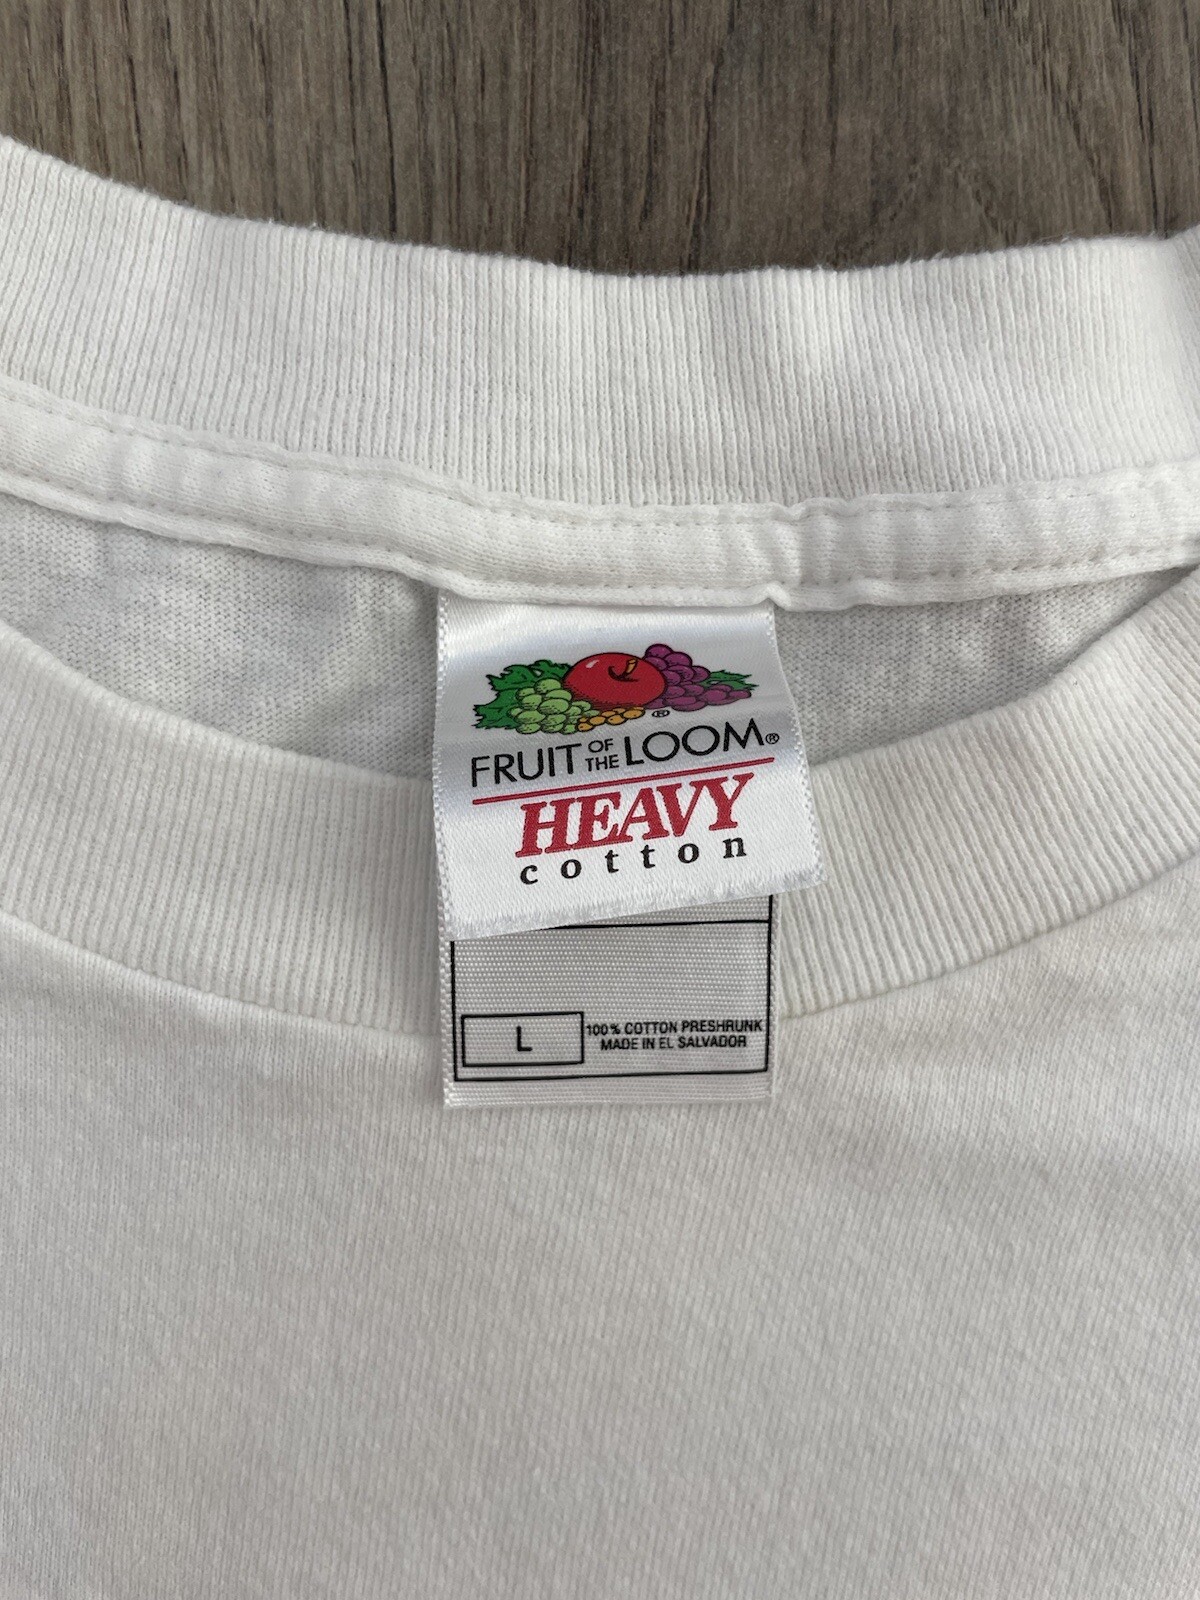 ®
FRUIT OF THE LOOM®
HEAVY
cotton
L
100% COTTON PRESHRUNK
MADE IN EL SALVADOR